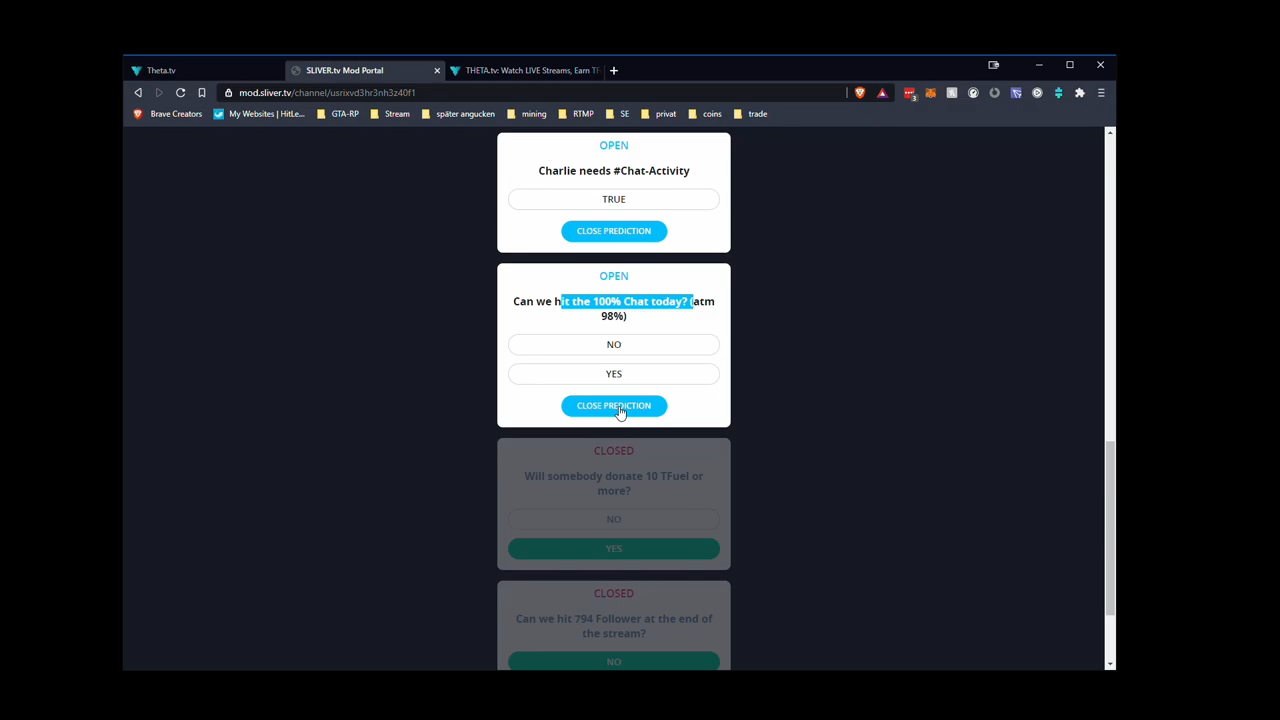 Theta.tv
SLIVER.tv Mod Portal
THETA.tv: Watch LIVE Streams, Earn TF
mod.sliver.tv/channel/usrixvd3hr3nh3z40f1
3
Brave Creators
My Websites | HitLe...
GTA-RP
Stream
später angucken
mining
RTMP
SE
privat
coins
trade
OPEN
Charlie needs #Chat-Activity
TRUE
CLOSE PREDICTION
OPEN
Can we hit the 100% Chat today? (atm
98%)
NO
YES
CLOSE PREDICTION
CLOSED
Will somebody donate 10 TFuel or
more?
NO
YES
CLOSED
Can we hit 794 Follower at the end of
the stream?
NO